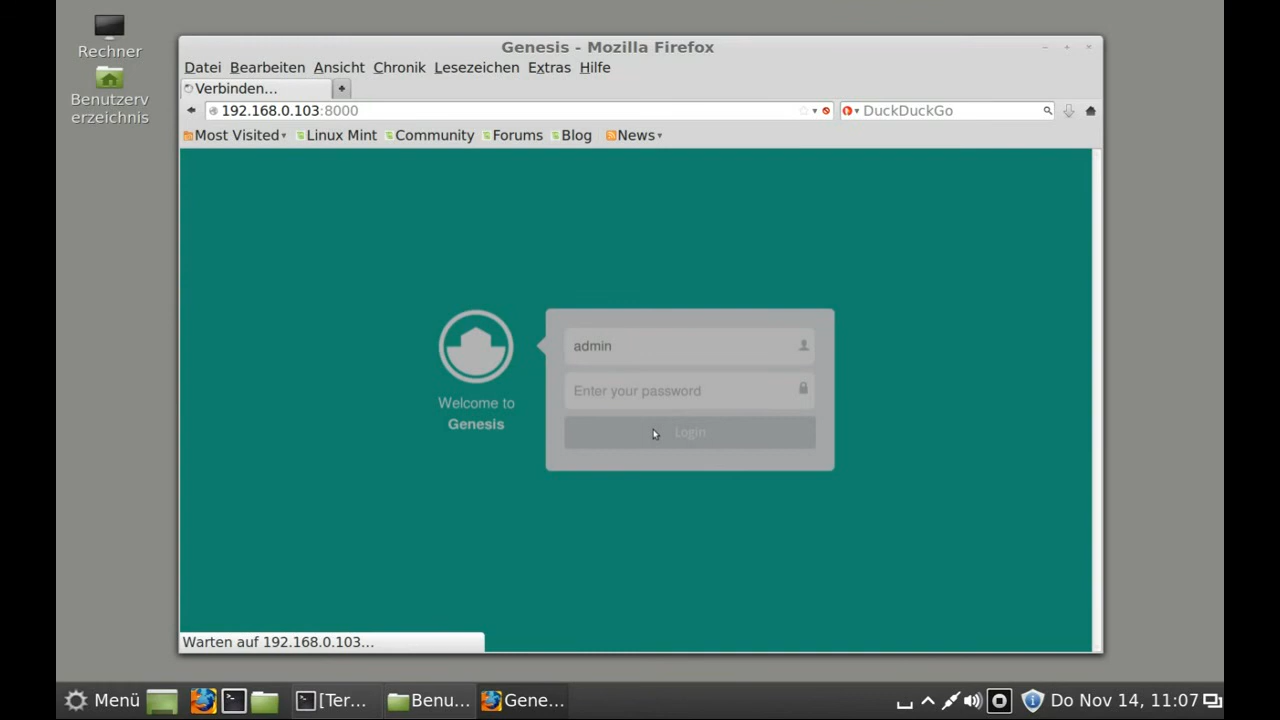 Rechner
Benutzerv
erzeichnis
Genesis - Mozilla Firefox
Datei Bearbeiten Ansicht Chronik Lesezeichen Extras Hilfe
Verbinden...
192.168.0.103:8000 DuckDuckGo
Most Visited Linux Mint Community Forums Blog News
admin
Enter your password
Welcome to
Genesis
Login
Warten auf 192.168.0.103...
Menü [Ter... Benu... Gene... Do Nov 14, 11:07